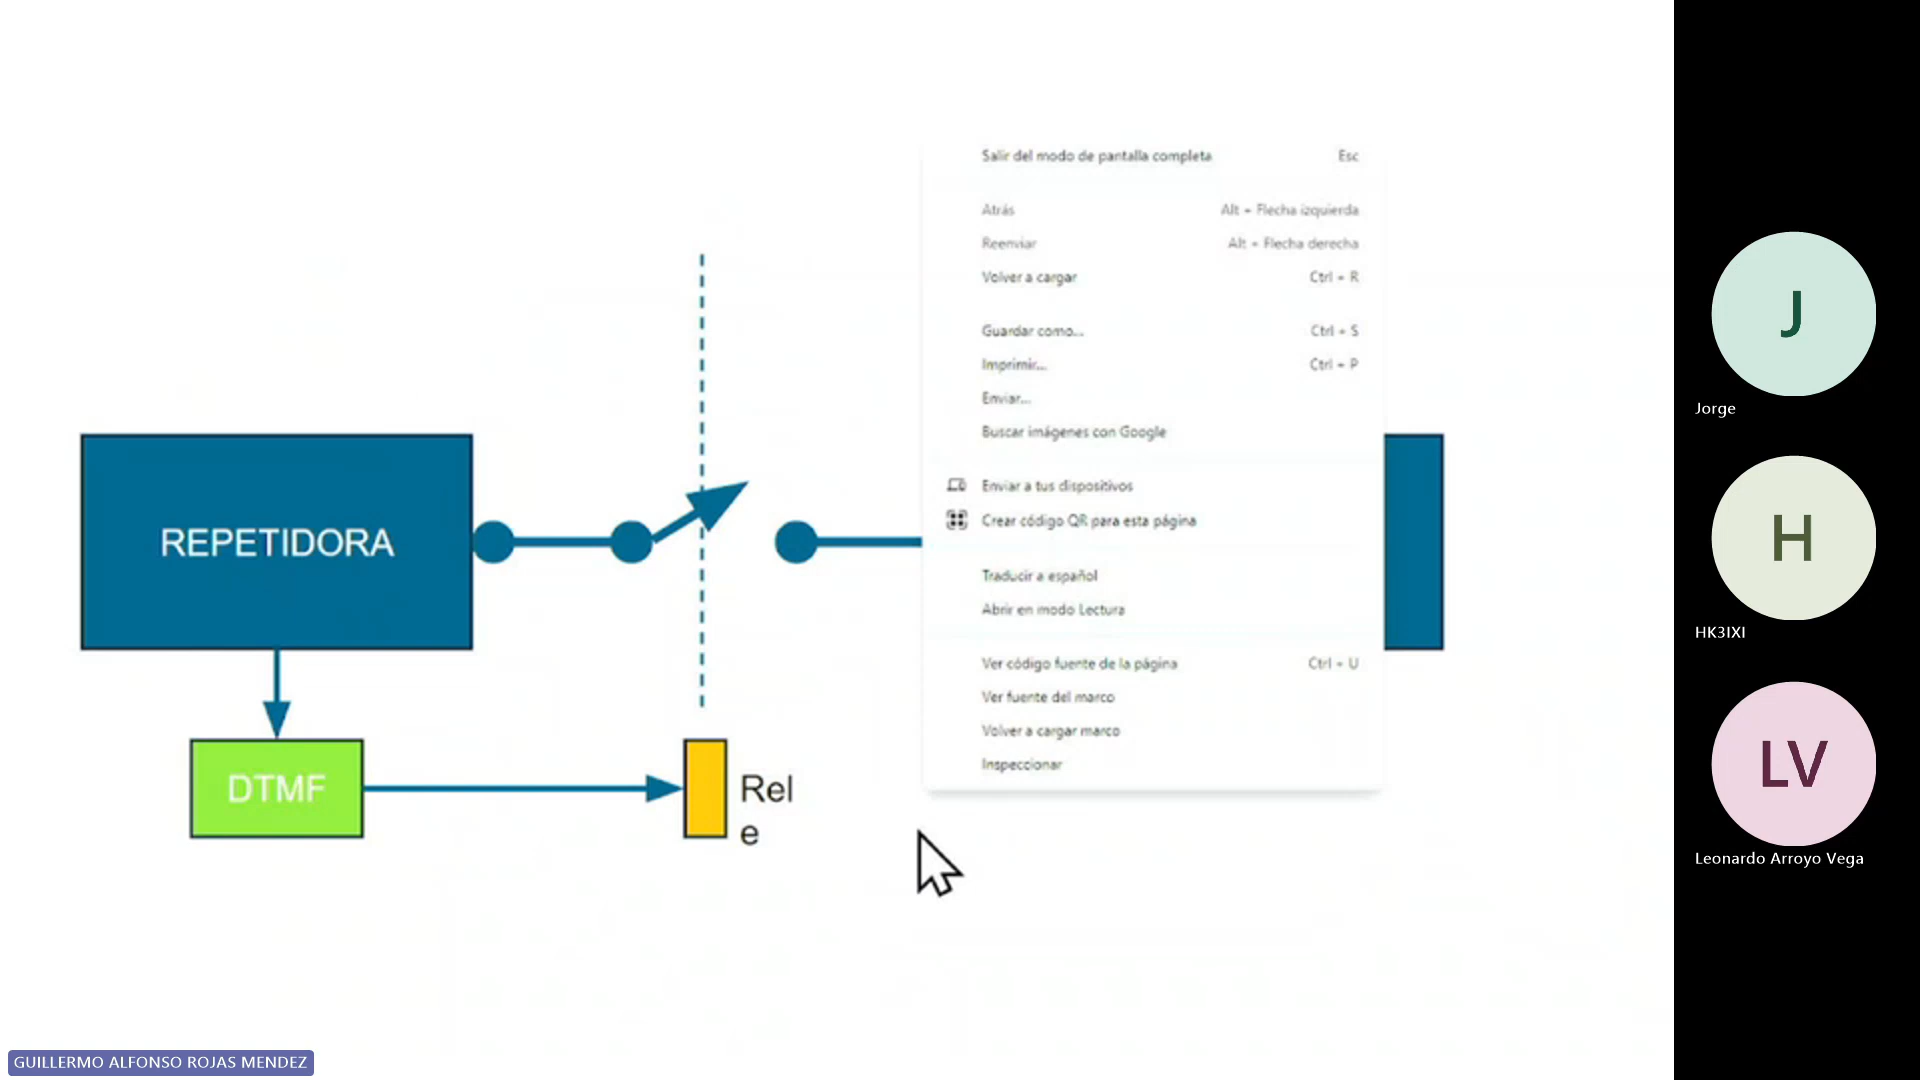 Salir del modo de pantalla completa Esc
Atrás Alt + Flecha izquierda
Reenviar Alt + Flecha derecha
Volver a cargar Ctrl + R
Guardar como... Ctrl + S
Imprimir... Ctrl + P
Enviar...
Buscar imágenes con Google
Enviar a tus dispositivos
Crear código QR para esta página
Traducir a español
Abrir en modo Lectura
Ver código fuente de la página Ctrl + U
Ver fuente del marco
Volver a cargar marco
Inspeccionar
REPETIDORA
DTMF
Rel
e
J
Jorge
H
HK3IXI
LV
Leonardo Arroyo Vega
GUILLERMO ALFONSO ROJAS MENDEZ